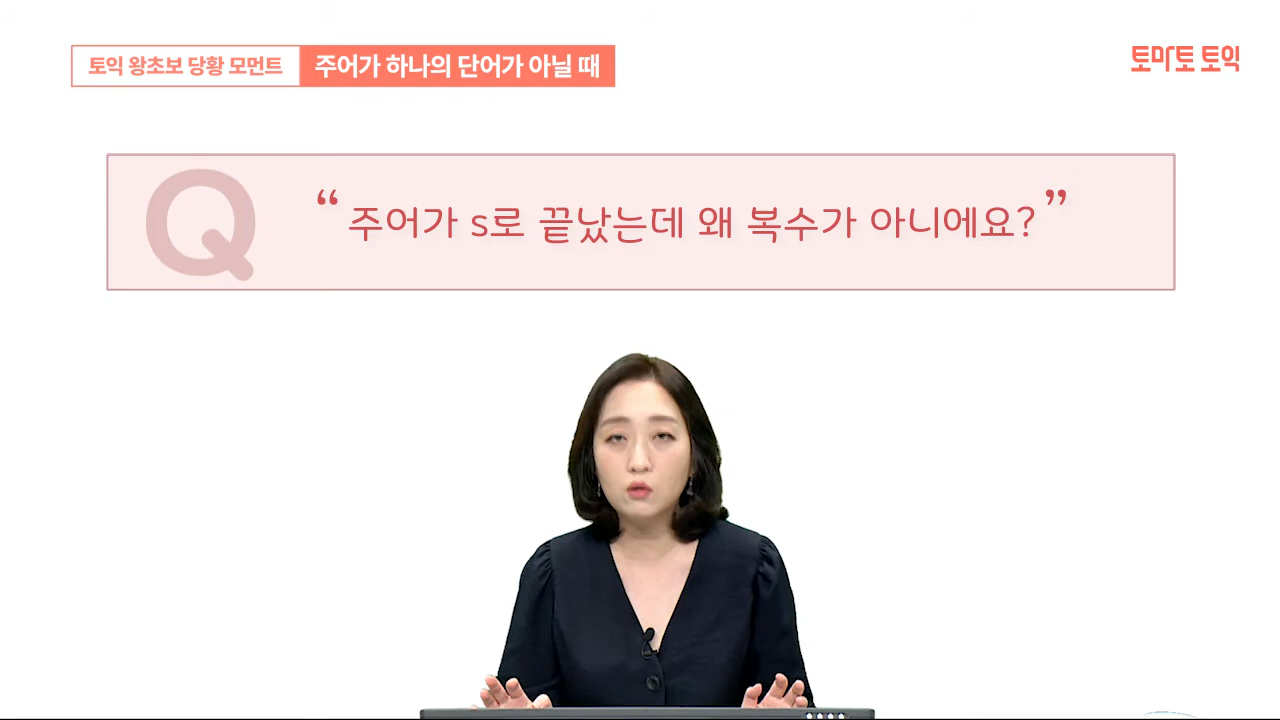 토익 왕초보 당황 모먼트 주어가 하나의 단어가 아닐 때
토마토 토익
Q “주어가 s로 끝났는데 왜 복수가 아니에요?”